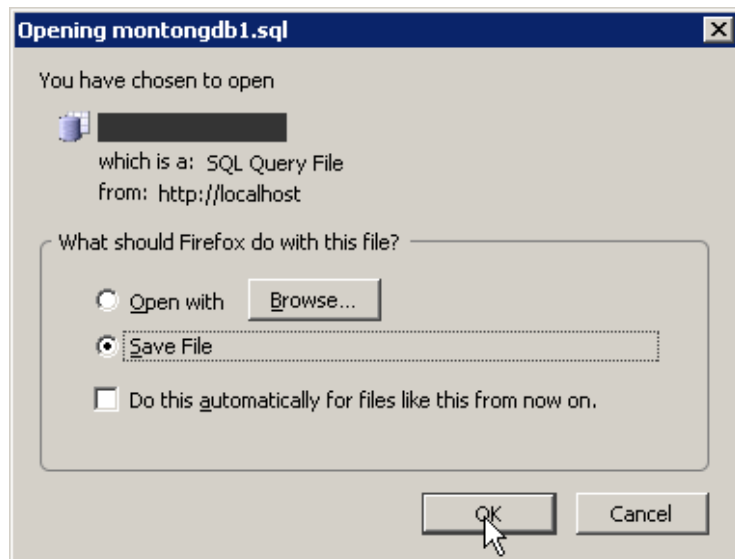 Opening montongdb1.sql
You have chosen to open
which is a: SQL Query File
from: http://localhost
What should Firefox do with this file?
Open with Browse...
Save File
Do this automatically for files like this from now on.
OK Cancel